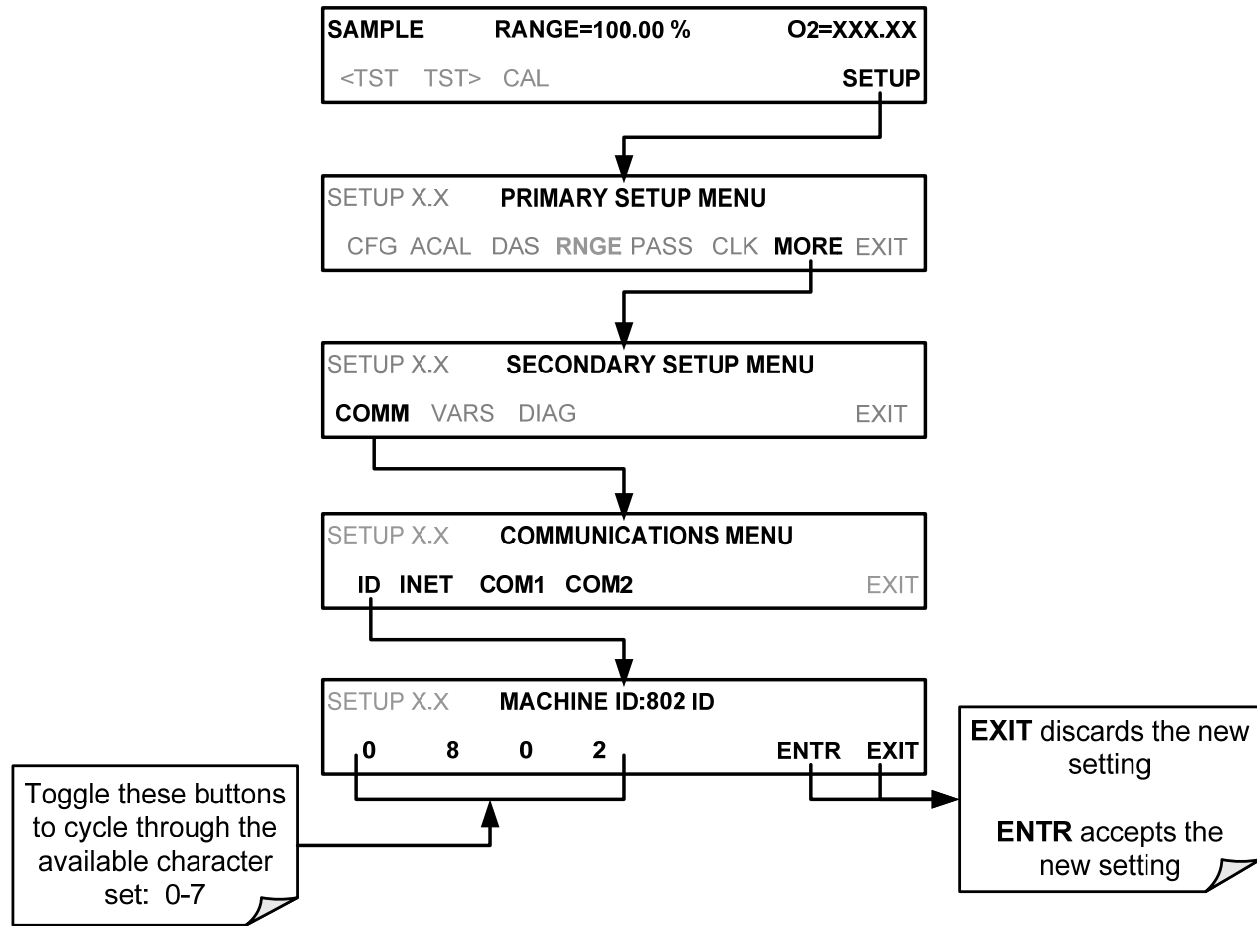 SAMPLE RANGE=100.00 % O2=XXX.XX
<TST TST> CAL SETUP
SETUP X.X PRIMARY SETUP MENU
CFG ACAL DAS RNGE PASS CLK MORE EXIT
SETUP X.X SECONDARY SETUP MENU
COMM VARS DIAG EXIT
SETUP X.X COMMUNICATIONS MENU
ID INET COM1 COM2 EXIT
SETUP X.X MACHINE ID:802 ID
0 8 0 2 ENTR EXIT
Toggle these buttons
to cycle through the
available character
set: 0-7
EXIT discards the new
setting
ENTR accepts the
new setting